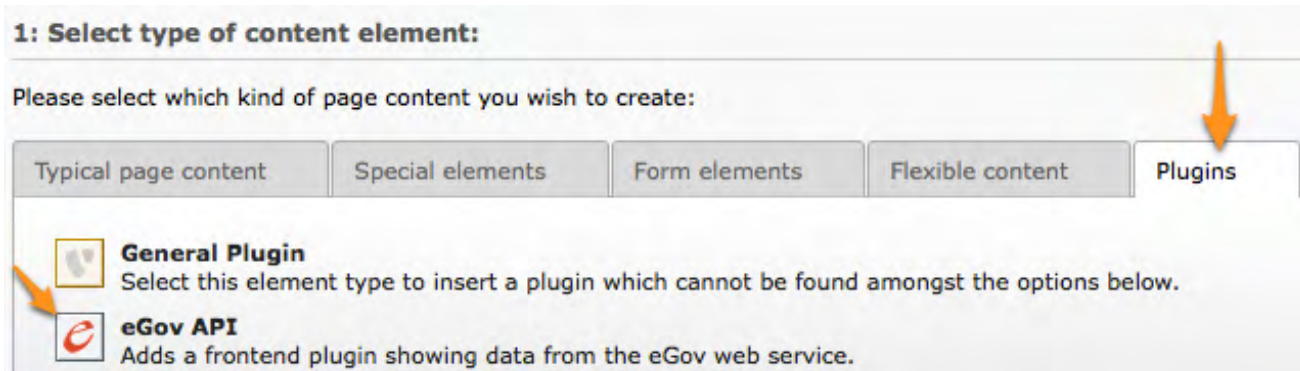 1: Select type of content element:
Please select which kind of page content you wish to create:
Typical page content Special elements Form elements Flexible content Plugins
General Plugin
Select this element type to insert a plugin which cannot be found amongst the options below.
eGov API
Adds a frontend plugin showing data from the eGov web service.